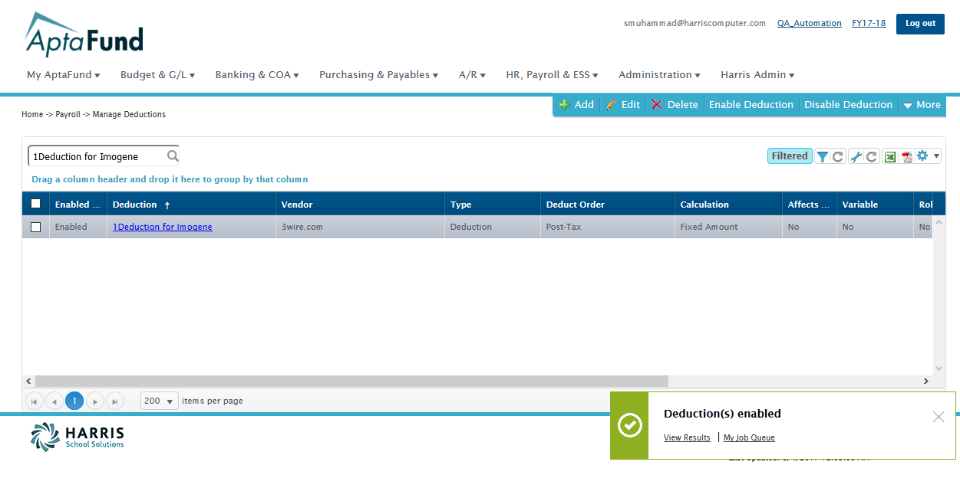 smuhammad@harriscomputer.com QA_Automation FY17-18 Log out
AptaFund
My AptaFund Budget & G/L Banking & COA Purchasing & Payables A/R HR, Payroll & ESS Administration Harris Admin
Add Edit Delete Enable Deduction Disable Deduction More
Home -> Payroll -> Manage Deductions
1Deduction for Imogene Filtered
Drag a column header and drop it here to group by that column
Enabled ... Deduction ↑ Vendor Type Deduct Order Calculation Affects ... Variable Rol
Enabled 1Deduction for Imogene 3wire.com Deduction Post-Tax Fixed Amount No No No
1 200 items per page
Deduction(s) enabled
View Results My Job Queue
HARRIS
School Solutions